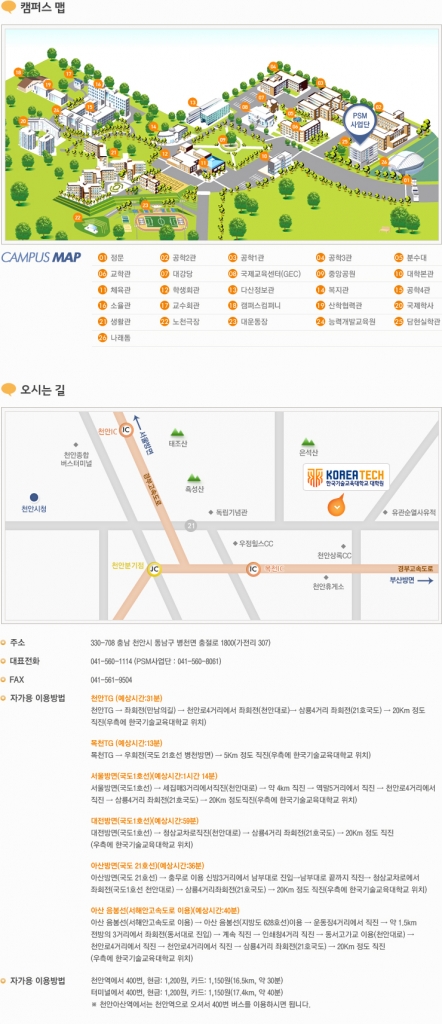 캠퍼스 맵
PSM
사업단
CAMPUS MAP
01 정문
02 공학2관
03 공학1관
04 공학3관
05 분수대
06 교학관
07 대강당
08 국제교육센터(GEC)
09 중앙공원
10 대학본관
11 체육관
12 학생회관
13 다산정보관
14 복지관
15 공학4관
16 소울관
17 교수회관
18 캠퍼스컴퍼니
19 산학협력관
20 국제학사
21 생활관
22 노천극장
23 대운동장
24 능력개발교육원
25 담헌실학관
26 나래동
오시는 길
천안IC
IC
서울방면
태조산
은석산
천안종합
버스터미널
경부고속도로
KOREATECH
한국기술교육대학교 대학원
흑성산
천안시청
독립기념관
유관순열사유적
21
우정힐스CC
천안상록CC
천안분기점
JC
IC
목천IC
경부고속도로
천안휴게소
부산방면
주소
330-708 충남 천안시 동남구 병천면 충절로 1800(가전리 307)
대표전화
041-560-1114 (PSM사업단 : 041-560-8061)
FAX
041-561-9504
자가용 이용방법
천안TG (예상시간:31분)
천안TG → 좌회전(만남의길) → 천안로4거리에서 좌회전(천안대로)→ 삼룡4거리 좌회전(21호국도) → 20Km 정도
직진(우측에 한국기술교육대학교 위치)
목천TG (예상시간:13분)
목천TG → 우회전(국도 21호선 병천방면) → 5Km 정도 직진(우측에 한국기술교육대학교 위치)
서울방면(국도1호선)(예상시간:1시간 14분)
서울방면(국도1호선) → 세집매3거리에서직진(천안대로) → 약 4km 직진 → 역말5거리에서 직진 → 천안로4거리에서
직진 → 삼룡4거리 좌회전(21호국도) → 20Km 정도직진(우측에 한국기술교육대학교 위치)
대전방면(국도1호선)(예상시간:59분)
대전방면(국도1호선) → 청삼교차로직진(천안대로) → 삼룡4거리 좌회전(21호국도) → 20Km 정도 직진
(우측에 한국기술교육대학교 위치)
아산방면(국도 21호선)(예상시간:36분)
아산방면(국도 21호선) → 충무로 이용 신방3거리에서 남부대로 진입→남부대로 끝까지 직진→ 청삼교차로에서
좌회전(국도1호선 천안대로) → 삼룡4거리좌회전(21호국도) → 20Km 정도 직진(우측에 한국기술교육대학교 위치)
아산 음봉선(서해안고속도로 이용)(예상시간:40분)
아산 음봉선(서해안고속도로 이용) → 아산 음봉선(지방도 628호선)이용 → 운동장4거리에서 직진 → 약 1.5km
전방의 3거리에서 좌회전(동서대로 진입) → 계속 직진 → 인쇄창4거리 직진 → 동서고가교 이용(천안대로) →
천안로4거리에서 직진 → 천안로4거리에서 직진 → 삼룡4거리 좌회전(21호국도) → 20Km 정도 직진
(우측에 한국기술교육대학교 위치)
자가용 이용방법
천안역에서 400번, 현금: 1,200원, 카드: 1,150원(16.5km, 약 30분)
터미널에서 400번, 현금: 1,200원, 카드: 1,150원(17.4km, 약 40분)
※ 천안아산역에서는 천안역으로 오셔서 400번 버스를 이용하시면 됩니다.